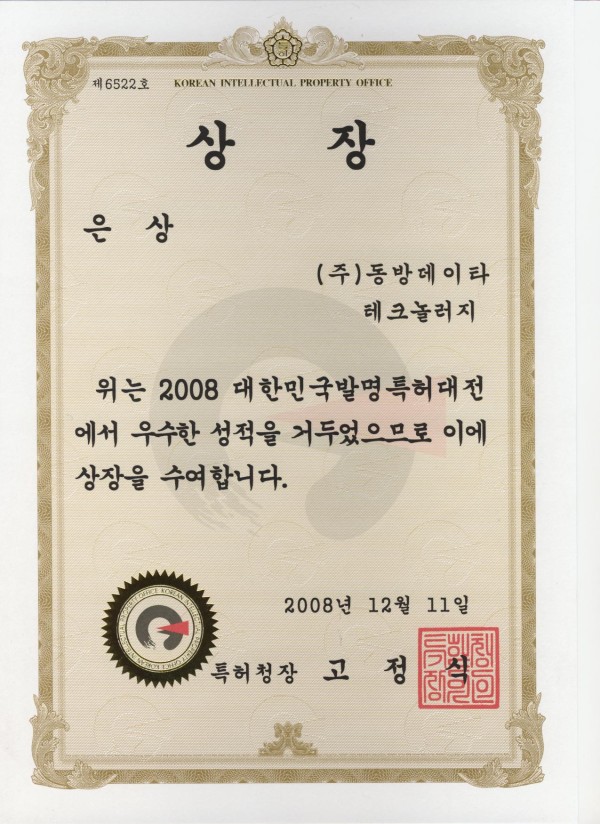 제6522호
KOREAN INTELLECTUAL PROPERTY OFFICE
상 장
은 상
(주)동방데이타
테크놀러지
위는 2008 대한민국발명특허대전
에서 우수한 성적을 거두었으므로 이에
상장을 수여합니다.
2008년 12월 11일
특허청장 고 정 식